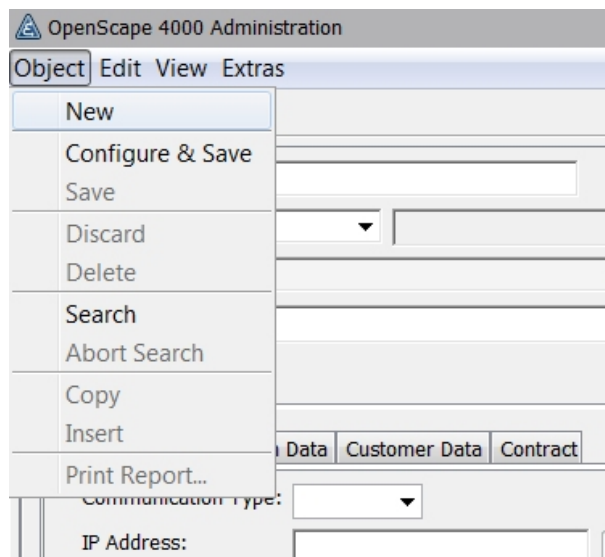 OpenScape 4000 Administration
Object Edit View Extras
New
Configure & Save
Save
Discard
Delete
Search
Abort Search
Copy
Insert
Print Report...
Data Customer Data Contract
Communication Type:
IP Address: